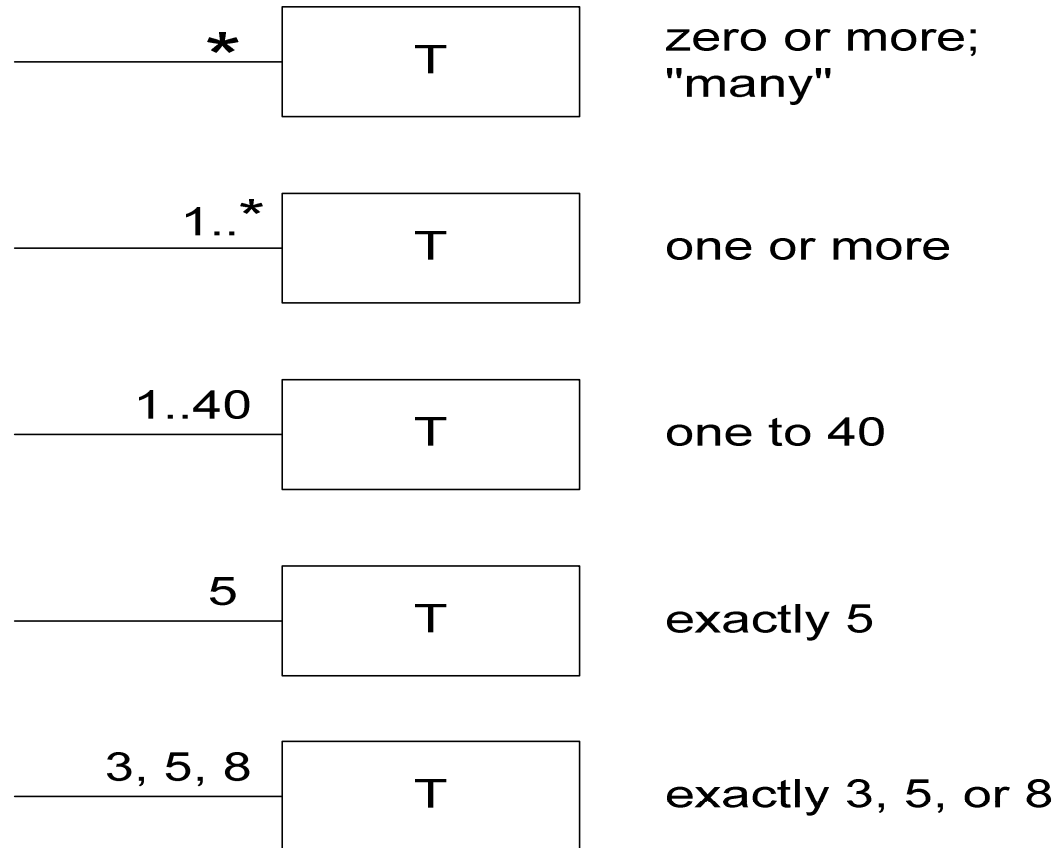 * T zero or more;
"many"
1..* T one or more
1..40 T one to 40
5 T exactly 5
3, 5, 8 T exactly 3, 5, or 8